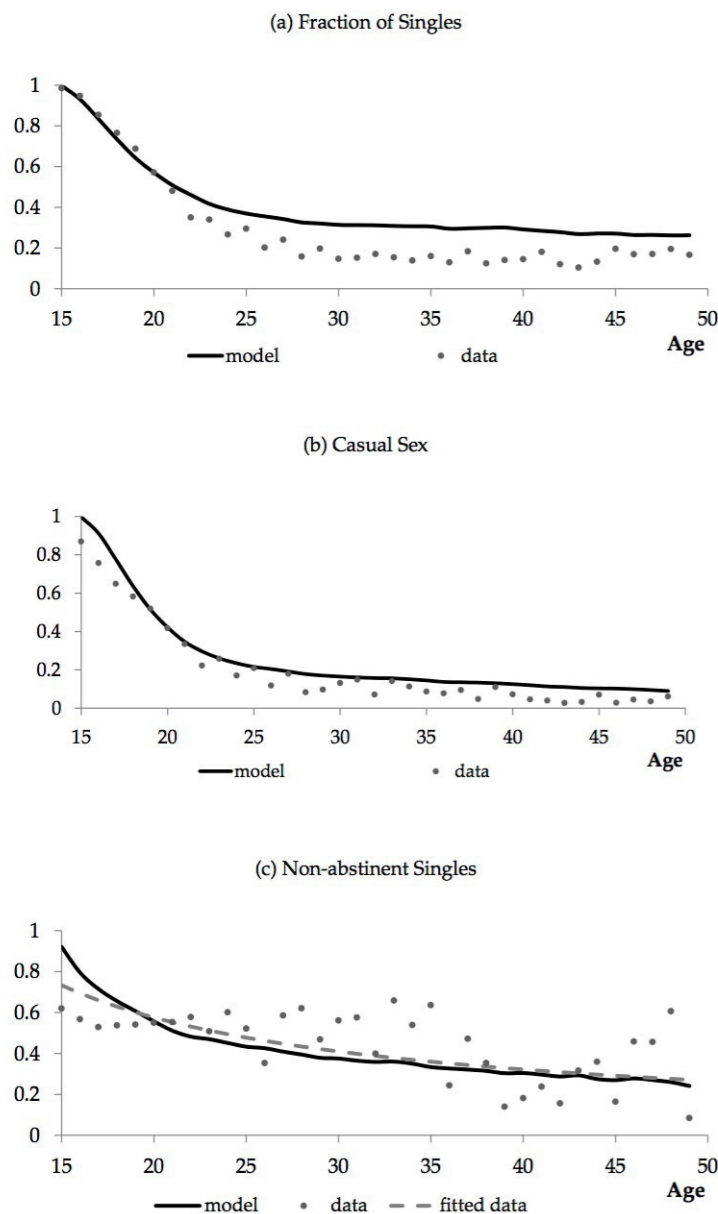 (a) Fraction of Singles
1
0.8
0.6
0.4
0.2
0
15 20 25 30 35 40 45 50
Age
model data
(b) Casual Sex
1
0.8
0.6
0.4
0.2
0
15 20 25 30 35 40 45 50
Age
model data
(c) Non-abstinent Singles
1
0.8
0.6
0.4
0.2
0
15 20 25 30 35 40 45 50
Age
model data fitted data